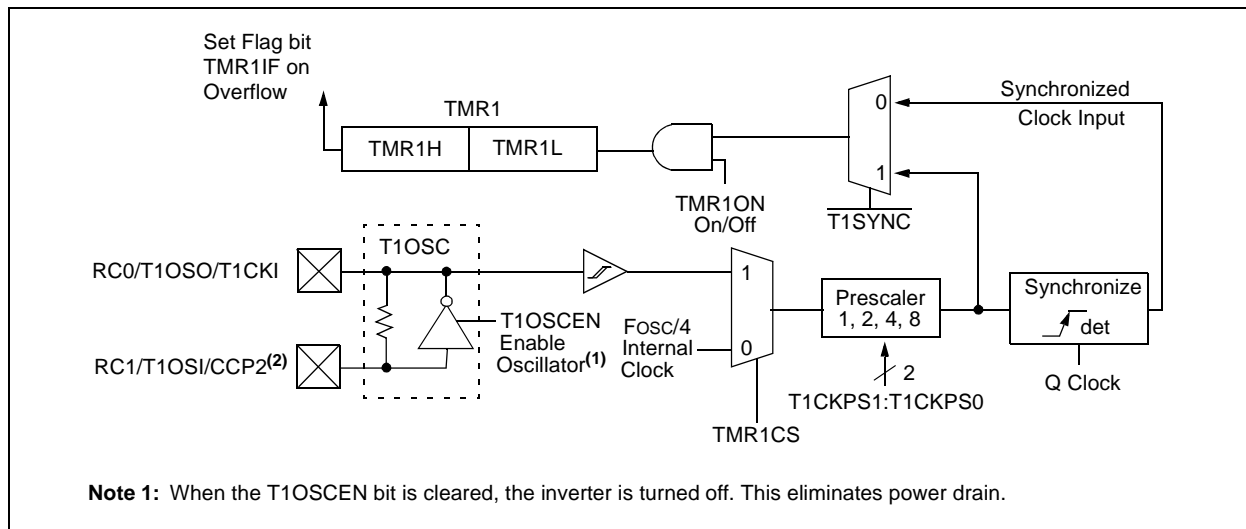 Set Flag bit
TMR1IF on
Overflow
TMR1
TMR1H
TMR1L
TMR1ON
On/Off
0
1
T1SYNC
Synchronized
Clock Input
RC0/T1OSO/T1CKI
T1OSC
RC1/T1OSI/CCP2(2)
T1OSCEN
Enable
Oscillator(1)
FOSC/4
Internal
Clock
1
0
TMR1CS
Prescaler
1, 2, 4, 8
2
T1CKPS1:T1CKPS0
Synchronize
det
Q Clock
Note 1: When the T1OSCEN bit is cleared, the inverter is turned off. This eliminates power drain.